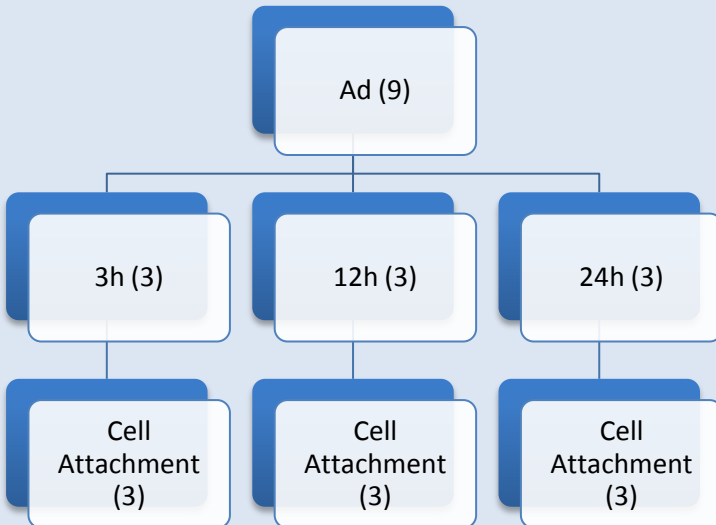 Ad (9)
3h (3)
12h (3)
24h (3)
Cell
Attachment
(3)
Cell
Attachment
(3)
Cell
Attachment
(3)